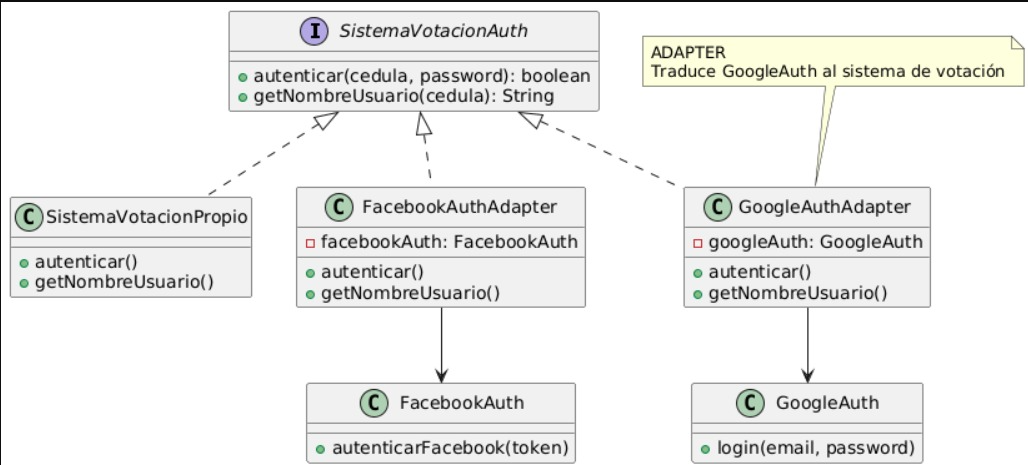 I SistemaVotacionAuth
autenticar(cedula, password): boolean
getNombreUsuario(cedula): String
ADAPTER
Traduce GoogleAuth al sistema de votación
C SistemaVotacionPropio
autenticar()
getNombreUsuario()
C FacebookAuthAdapter
facebookAuth: FacebookAuth
autenticar()
getNombreUsuario()
C GoogleAuthAdapter
googleAuth: GoogleAuth
autenticar()
getNombreUsuario()
C FacebookAuth
autenticarFacebook(token)
C GoogleAuth
login(email, password)